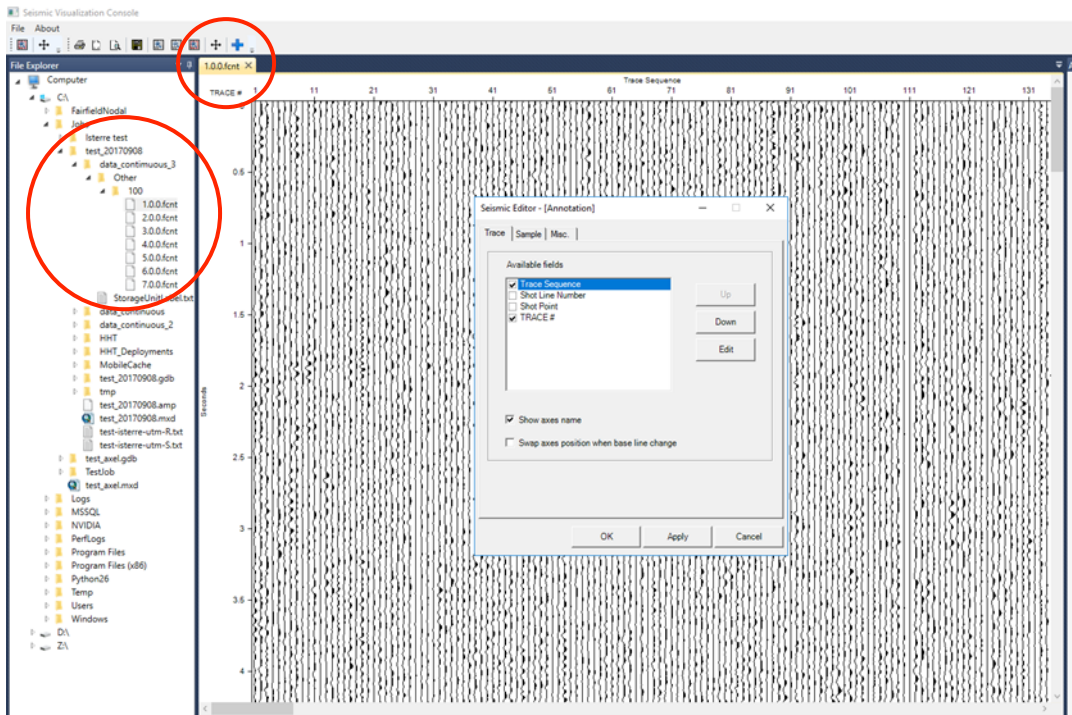 Seismic Visualization Console
File About
File Explorer
1.0.0.fcnt
Computer
C:\
FairfieldNodal
Isterre test
test_20170908
data_contimuous_3
Other
100
1.0.0.fcnt
2.0.0.fcnt
3.0.0.fcnt
4.0.0.fcnt
5.0.0.fcnt
6.0.0.fcnt
7.0.0.fcnt
StorageUnitLabel.txt
data_continuous
data_continuous_2
HHT
HHT_Deployments
MobileCache
test_20170908.gdb
tmp
test_20170908.amp
test_20170908.mxd
test-isterre-utm-R.txt
test-isterre-utm-S.txt
test_axel.gdb
TestJob
test_axel.mxd
Logs
MSSQL
NVIDIA
PerfLogs
Program Files
Program Files (x86)
Python26
Temp
Users
Windows
D:\
Z:\
Trace Sequence
TRACE # 1 11 21 31 41 51 61 71 81 91 101 111 121 131
0.5
1
1.5
2
2.5
3
3.5
4
Seconds
Seismic Editor - [Annotation]
Trace Sample Misc.
Available fields
Trace Sequence
Shot Line Number
Shot Point
TRACE #
Up
Down
Edit
Show axes name
Swap axes position when base line change
OK Apply Cancel